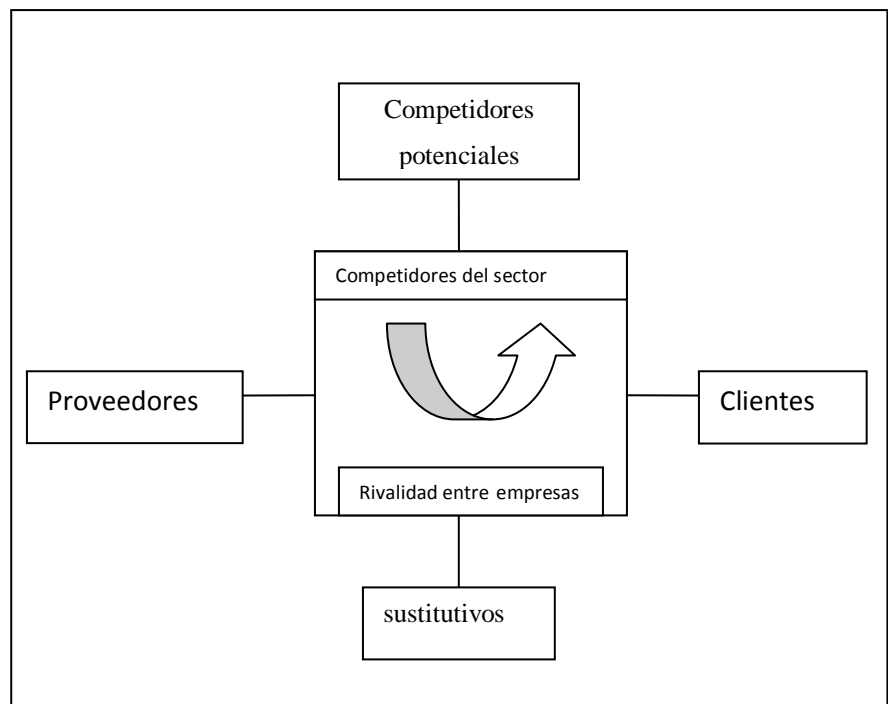 Competidores
potenciales
Competidores del sector
Proveedores
Clientes
Rivalidad entre empresas
sustitutivos